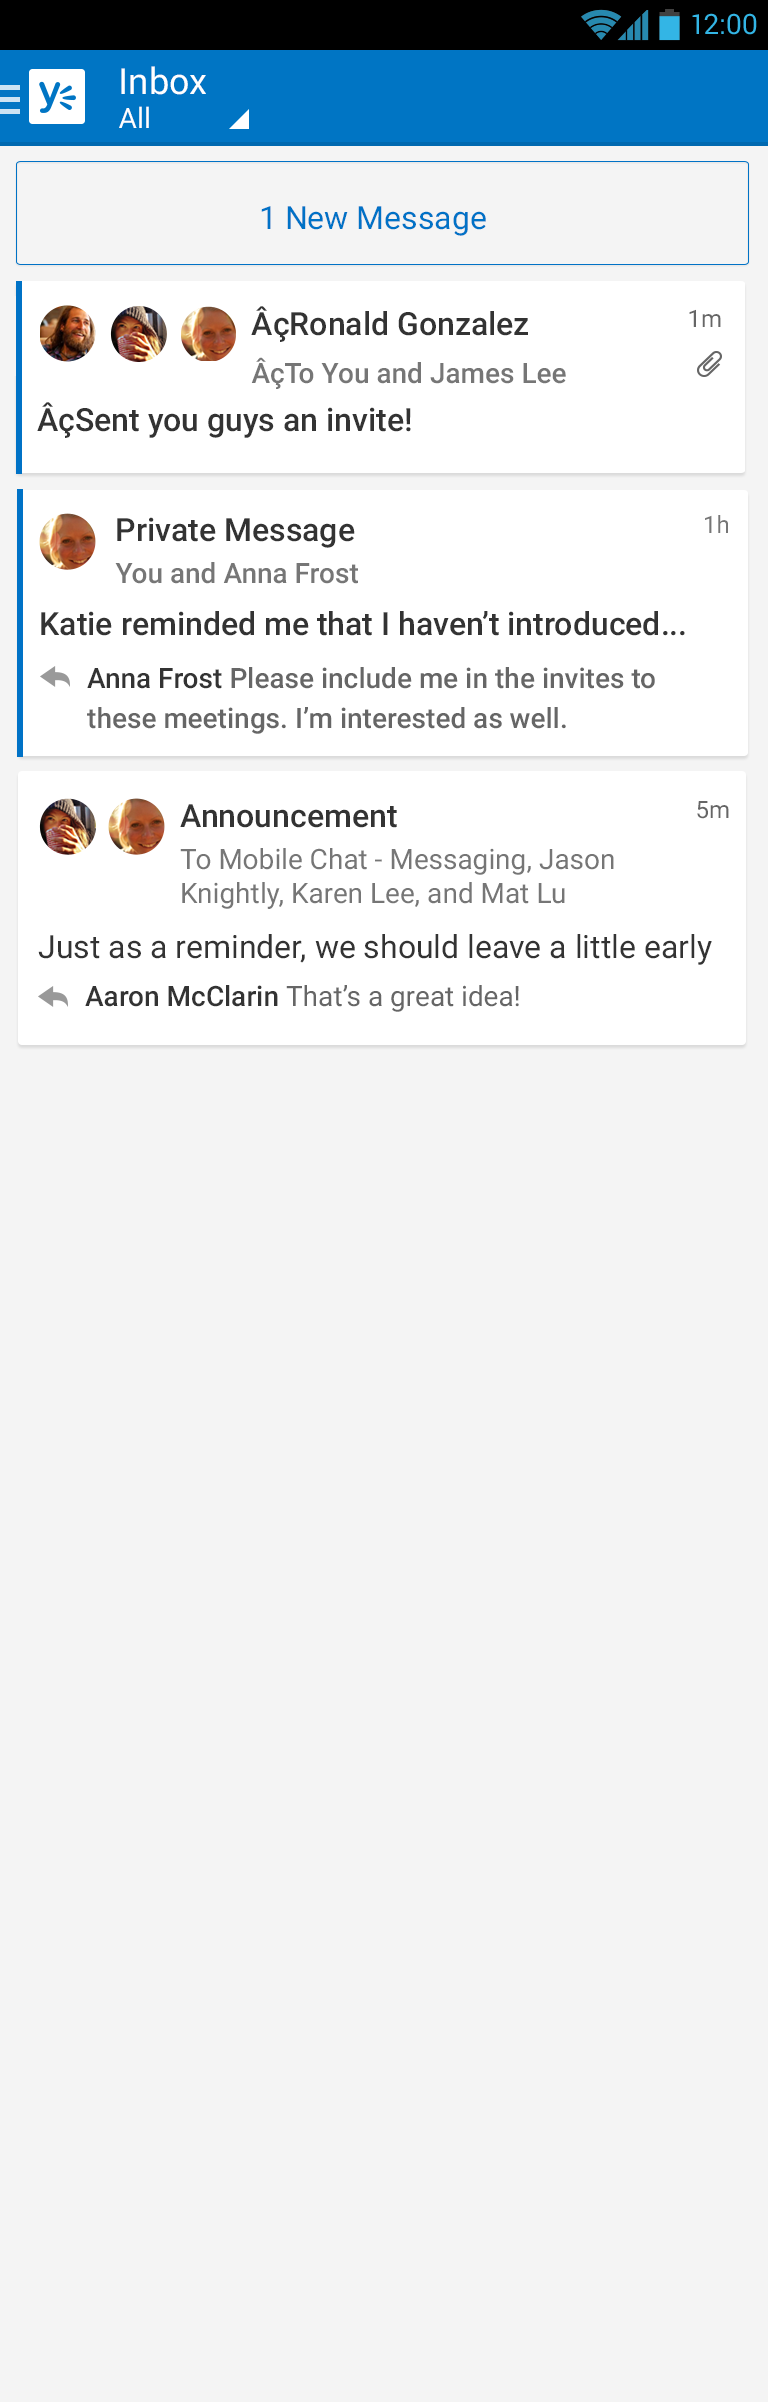 12:00
Inbox
All
1 New Message
ÂçRonald Gonzalez
1m
ÂçTo You and James Lee
ÂçSent you guys an invite!
Private Message
1h
You and Anna Frost
Katie reminded me that I haven’t introduced...
Anna Frost Please include me in the invites to
these meetings. I’m interested as well.
Announcement
5m
To Mobile Chat - Messaging, Jason
Knightly, Karen Lee, and Mat Lu
Just as a reminder, we should leave a little early
Aaron McClarin That’s a great idea!